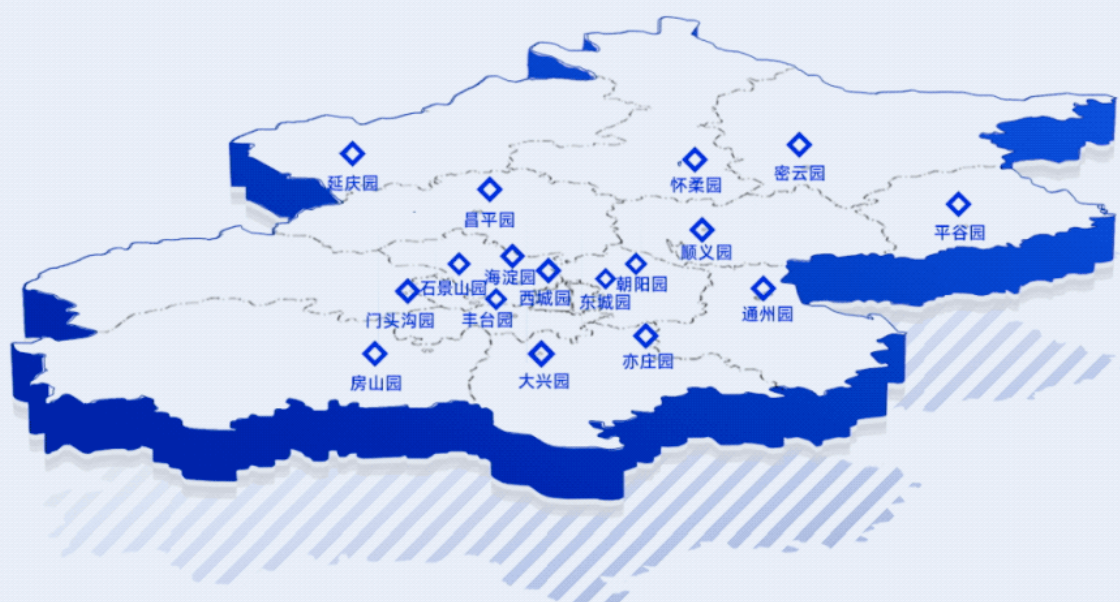 延庆园
怀柔园
密云园
昌平园
平谷园
顺义园
海淀园
石景山园
西城园
朝阳园
东城园
通州园
门头沟园
丰台园
亦庄园
房山园
大兴园